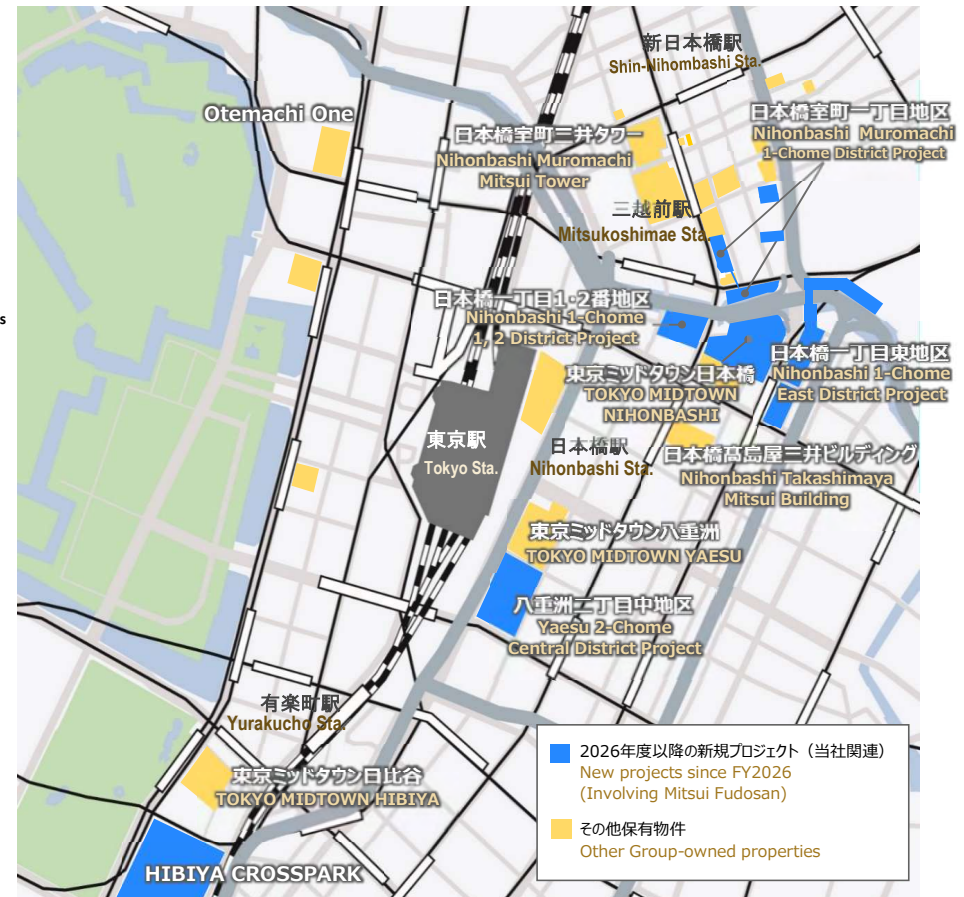 新日本橋駅
Shin-Nihombashi Sta.
Otemachi One
日本橋室町三井タワー
Nihonbashi Muromachi
Mitsui Tower
日本橋室町一丁目地区
Nihonbashi Muromachi
1-Chome District Project
三越前駅
Mitsukoshimae Sta.
s
日本橋一丁目1・2番地区
Nihonbashi 1-Chome
1, 2 District Project
東京ミッドタウン日本橋
TOKYO MIDTOWN
NIHONBASHI
日本橋一丁目東地区
Nihonbashi 1-Chome
East District Project
東京駅
Tokyo Sta.
日本橋駅
Nihonbashi Sta.
日本橋髙島屋三井ビルディング
Nihonbashi Takashimaya
Mitsui Building
東京ミッドタウン八重洲
TOKYO MIDTOWN YAESU
八重洲二丁目中地区
Yaesu 2-Chome
Central District Project
有楽町駅
Yurakucho Sta.
東京ミッドタウン日比谷
TOKYO MIDTOWN HIBIYA
HIBIYA CROSSPARK
2026年度以降の新規プロジェクト（当社関連）
New projects since FY2026
(Involving Mitsui Fudosan)
その他保有物件
Other Group-owned properties